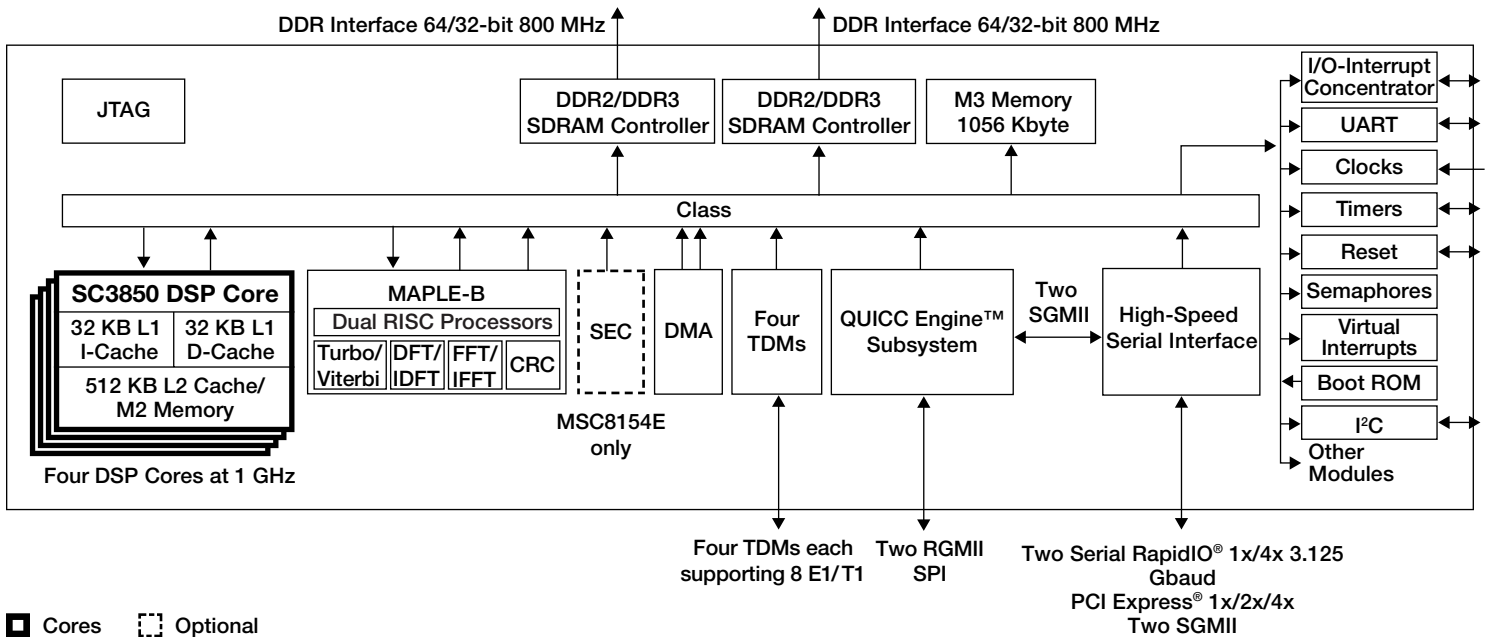 DDR Interface 64/32-bit 800 MHz
DDR Interface 64/32-bit 800 MHz
JTAG
DDR2/DDR3
SDRAM Controller
DDR2/DDR3
SDRAM Controller
M3 Memory
1056 Kbyte
I/O-Interrupt
Concentrator
UART
Clocks
Timers
Reset
Semaphores
Virtual
Interrupts
Boot ROM
I²C
Other
Modules
Class
SC3850 DSP Core
32 KB L1
I-Cache
32 KB L1
D-Cache
512 KB L2 Cache/
M2 Memory
Four DSP Cores at 1 GHz
MAPLE-B
Dual RISC Processors
Turbo/
Viterbi
DFT/
IDFT
FFT/
IFFT
CRC
SEC
MSC8154E
only
DMA
Four
TDMs
QUICC Engine™
Subsystem
Two
SGMII
High-Speed
Serial Interface
Four TDMs each
supporting 8 E1/T1
Two RGMII
SPI
Two Serial RapidIO® 1x/4x 3.125
Gbaud
PCI Express® 1x/2x/4x
Two SGMII
Cores
Optional